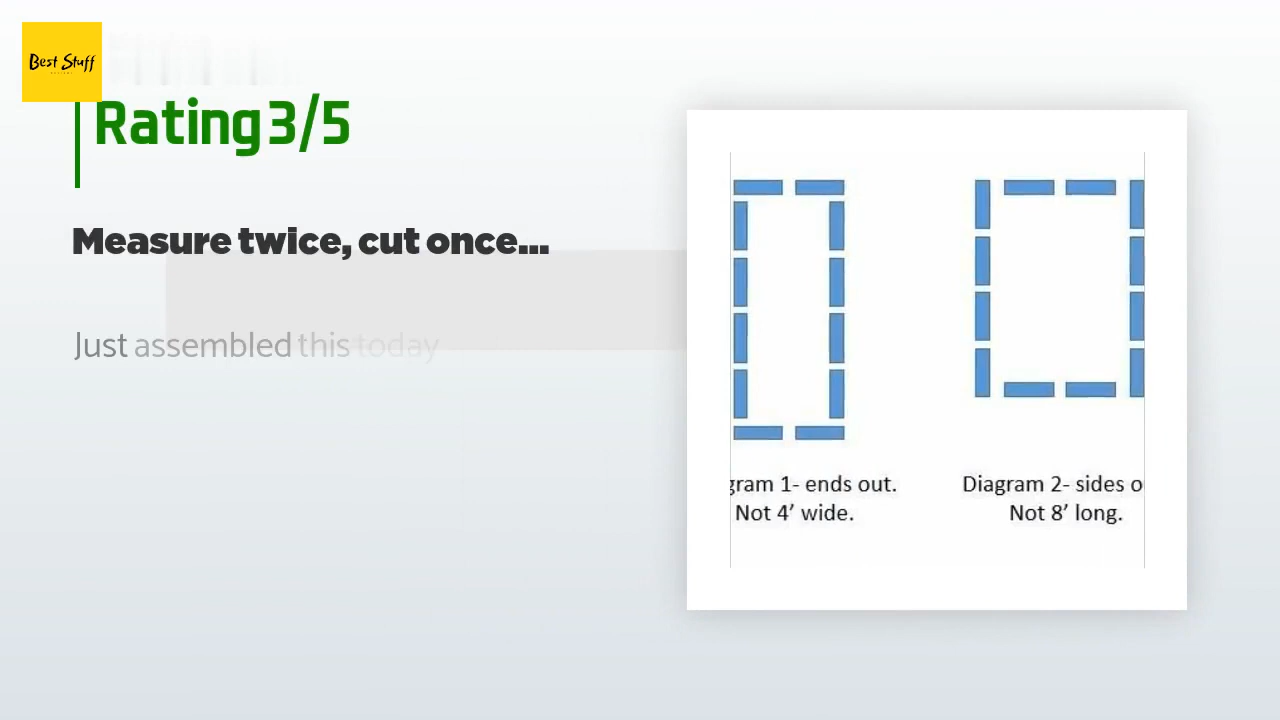 Best Stuff
Rating 3/5
Measure twice, cut once...
Just assembled this today
gram 1- ends out.
Not 4' wide.
Diagram 2- sides o
Not 8' long.